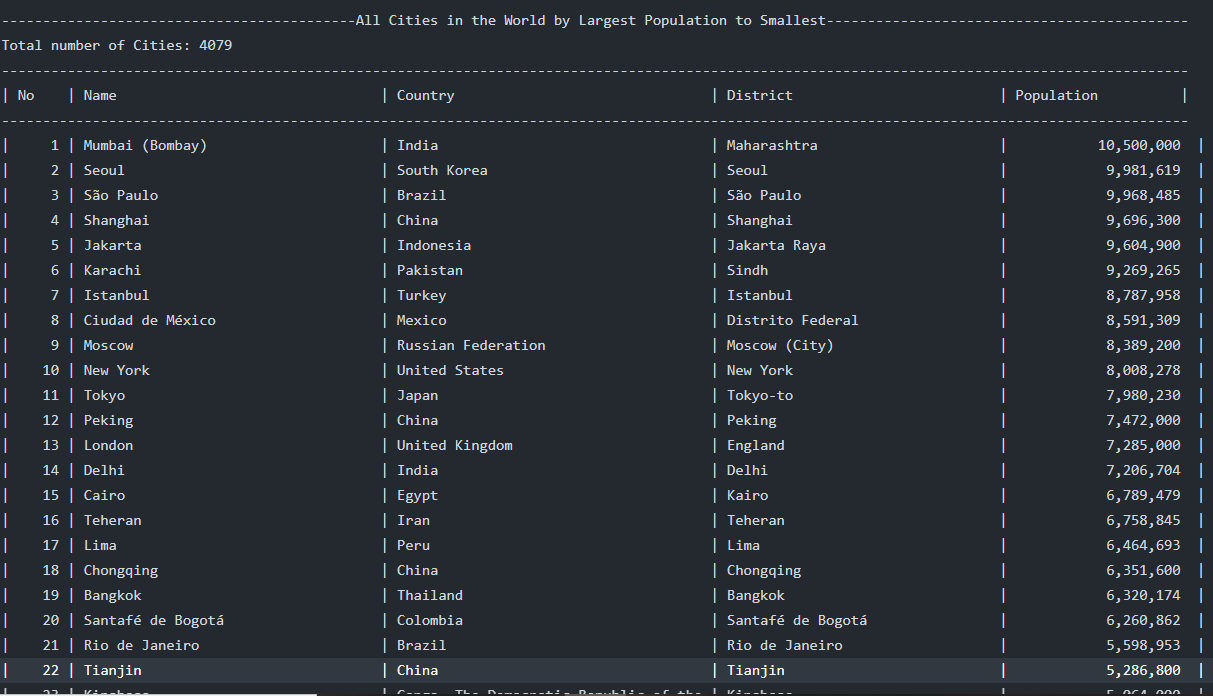 -------------------------------------------All Cities in the World by Largest Population to Smallest--------------------------------------------
Total number of Cities: 4079
------------------------------------------------------------------------------------------------------------------------------------------------
| No | Name | Country | District | Population |
------------------------------------------------------------------------------------------------------------------------------------------------
| 1 | Mumbai (Bombay) | India | Maharashtra | 10,500,000 |
| 2 | Seoul | South Korea | Seoul | 9,981,619 |
| 3 | São Paulo | Brazil | São Paulo | 9,968,485 |
| 4 | Shanghai | China | Shanghai | 9,696,300 |
| 5 | Jakarta | Indonesia | Jakarta Raya | 9,604,900 |
| 6 | Karachi | Pakistan | Sindh | 9,269,265 |
| 7 | Istanbul | Turkey | Istanbul | 8,787,958 |
| 8 | Ciudad de México | Mexico | Distrito Federal | 8,591,309 |
| 9 | Moscow | Russian Federation | Moscow (City) | 8,389,200 |
| 10 | New York | United States | New York | 8,008,278 |
| 11 | Tokyo | Japan | Tokyo-to | 7,980,230 |
| 12 | Peking | China | Peking | 7,472,000 |
| 13 | London | United Kingdom | England | 7,285,000 |
| 14 | Delhi | India | Delhi | 7,206,704 |
| 15 | Cairo | Egypt | Kairo | 6,789,479 |
| 16 | Teheran | Iran | Teheran | 6,758,845 |
| 17 | Lima | Peru | Lima | 6,464,693 |
| 18 | Chongqing | China | Chongqing | 6,351,600 |
| 19 | Bangkok | Thailand | Bangkok | 6,320,174 |
| 20 | Santafé de Bogotá | Colombia | Santafé de Bogotá | 6,260,862 |
| 21 | Rio de Janeiro | Brazil | Rio de Janeiro | 5,598,953 |
| 22 | Tianjin | China | Tianjin | 5,286,800 |